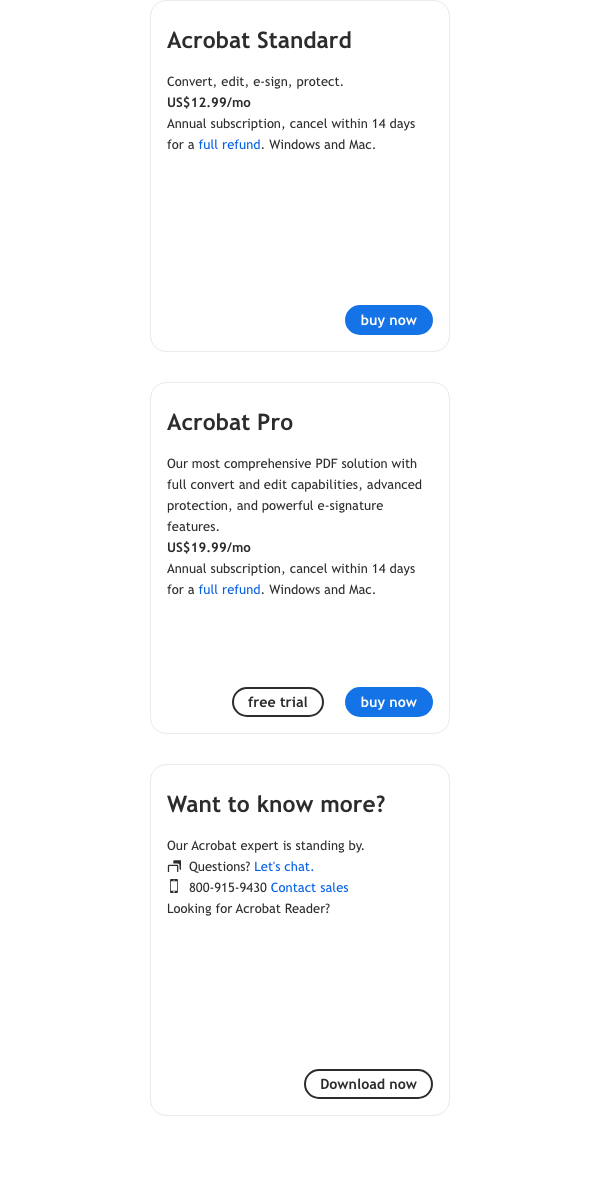 Acrobat Standard
Convert, edit, e-sign, protect.
US$12.99/mo
Annual subscription, cancel within 14 days
for a full refund. Windows and Mac.
buy now
Acrobat Pro
Our most comprehensive PDF solution with
full convert and edit capabilities, advanced
protection, and powerful e-signature
features.
US$19.99/mo
Annual subscription, cancel within 14 days
for a full refund. Windows and Mac.
free trial buy now
Want to know more?
Our Acrobat expert is standing by.
Questions? Let's chat.
800-915-9430 Contact sales
Looking for Acrobat Reader?
Download now